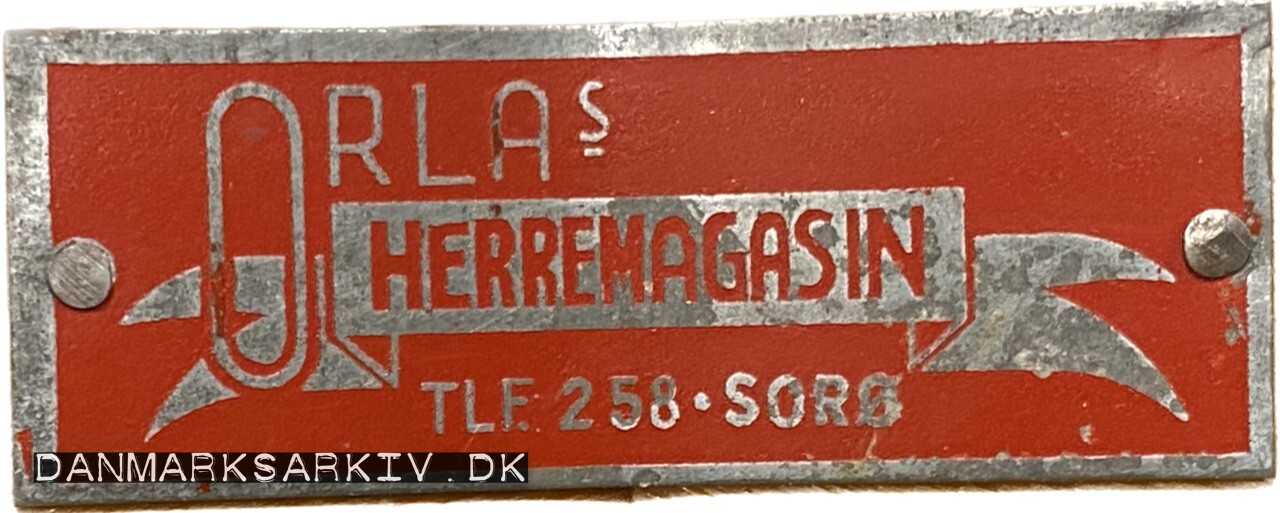 ORLAs
HERREMAGASIN
TLF. 258 • SORØ
DANMARKSARKIV.DK